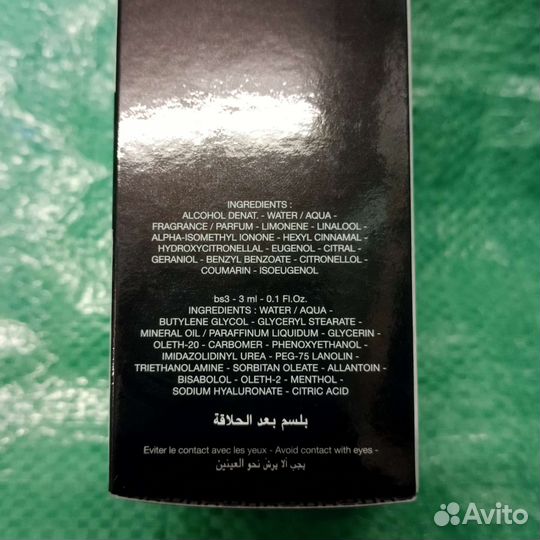 INGREDIENTS :
ALCOHOL DENAT. - WATER / AQUA -
FRAGRANCE / PARFUM - LIMONENE - LINALOOL -
ALPHA-ISOMETHYL IONONE - HEXYL CINNAMAL -
HYDROXYCITRONELLAL - EUGENOL - CITRAL -
GERANIOL - BENZYL BENZOATE - CITRONELLOL -
COUMARIN - ISOEUGENOL
bs3 - 3 ml - 0.1 Fl.Oz.
INGREDIENTS : WATER / AQUA -
BUTYLENE GLYCOL - GLYCERYL STEARATE -
MINERAL OIL / PARAFFINUM LIQUIDUM - GLYCERIN -
OLETH-20 - CARBOMER - PHENOXYETHANOL -
IMIDAZOLIDINYL UREA - PEG-75 LANOLIN -
TRIETHANOLAMINE - SORBITAN OLEATE - ALLANTOIN -
BISABOLOL - OLETH-2 - MENTHOL -
SODIUM HYALURONATE - CITRIC ACID
بلسم بعد الحلاقة
Eviter le contact avec les yeux - Avoid contact with eyes -
يجب ألا يرش نحو العينين
Avito